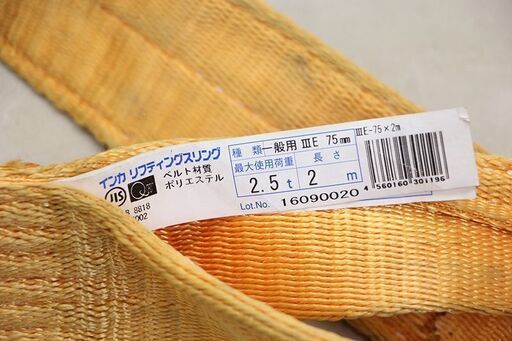 インカ リフティングスリング
JIS
ベルト材質
ポリエステル
B 8818
002
種 類 一般用 ⅢE 75mm
最大使用荷重 長 さ
2.5 t 2 m
Lot.No. 16090020
ⅢE-75×2m
4560160301196